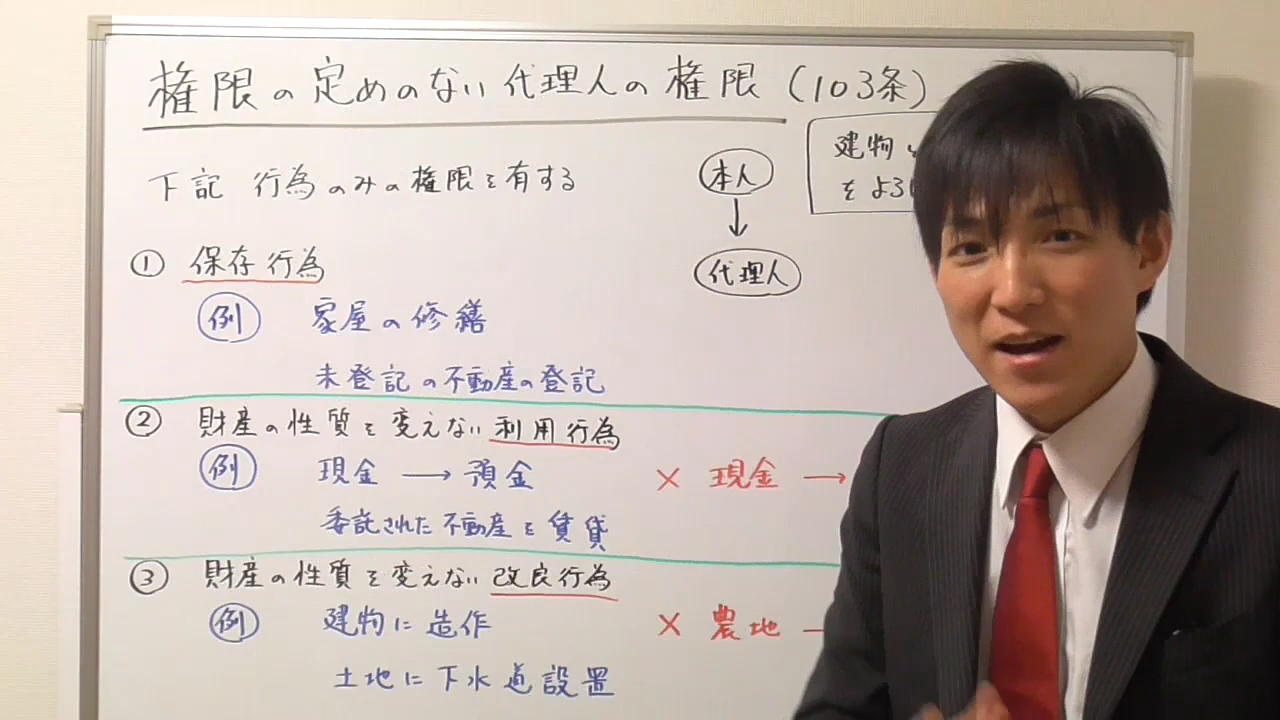 権限の定めのない代理人の権限(103条)
下記 行為のみの権限を有する
本人
↓
代理人
建物
をよろ
① 保存行為
例 家屋の修繕
未登記の不動産の登記
② 財産の性質を変えない利用行為
例 現金 → 預金
× 現金 →
委託された不動産を賃貸
③ 財産の性質を変えない改良行為
例 建物に造作
× 農地
土地に下水道設置